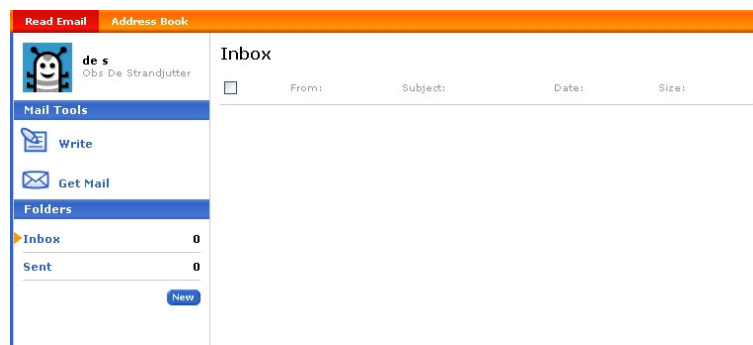 Read Email Address Book
de s
Obs De Strandjutter
Mail Tools
Write
Get Mail
Folders
Inbox 0
Sent 0
New
Inbox
From: Subject: Date: Size: